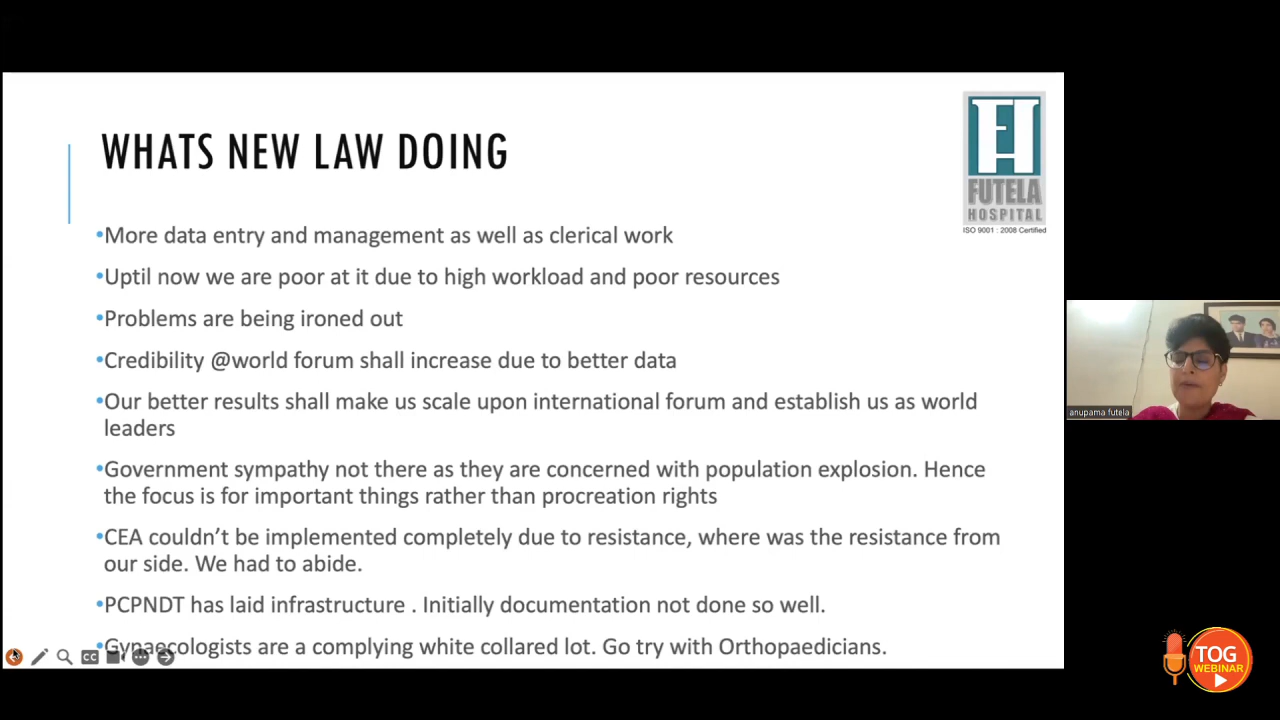 WHATS NEW LAW DOING
FH
FUTELA
HOSPITAL
ISO 9001 : 2008 Certified
•More data entry and management as well as clerical work
•Uptil now we are poor at it due to high workload and poor resources
•Problems are being ironed out
•Credibility @world forum shall increase due to better data
•Our better results shall make us scale upon international forum and establish us as world
leaders
•Government sympathy not there as they are concerned with population explosion. Hence
the focus is for important things rather than procreation rights
•CEA couldn't be implemented completely due to resistance, where was the resistance from
our side. We had to abide.
•PCPNDT has laid infrastructure . Initially documentation not done so well.
•Gynaecologists are a complying white collared lot. Go try with Orthopaedicians.
CC
anupama futela
TOG
WEBINAR